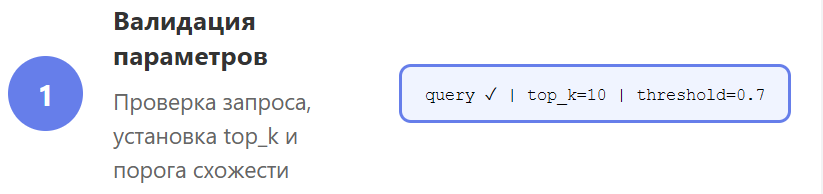 1
Валидация
параметров
Проверка запроса,
установка top_k и
порога схожести
query ✓ | top_k=10 | threshold=0.7